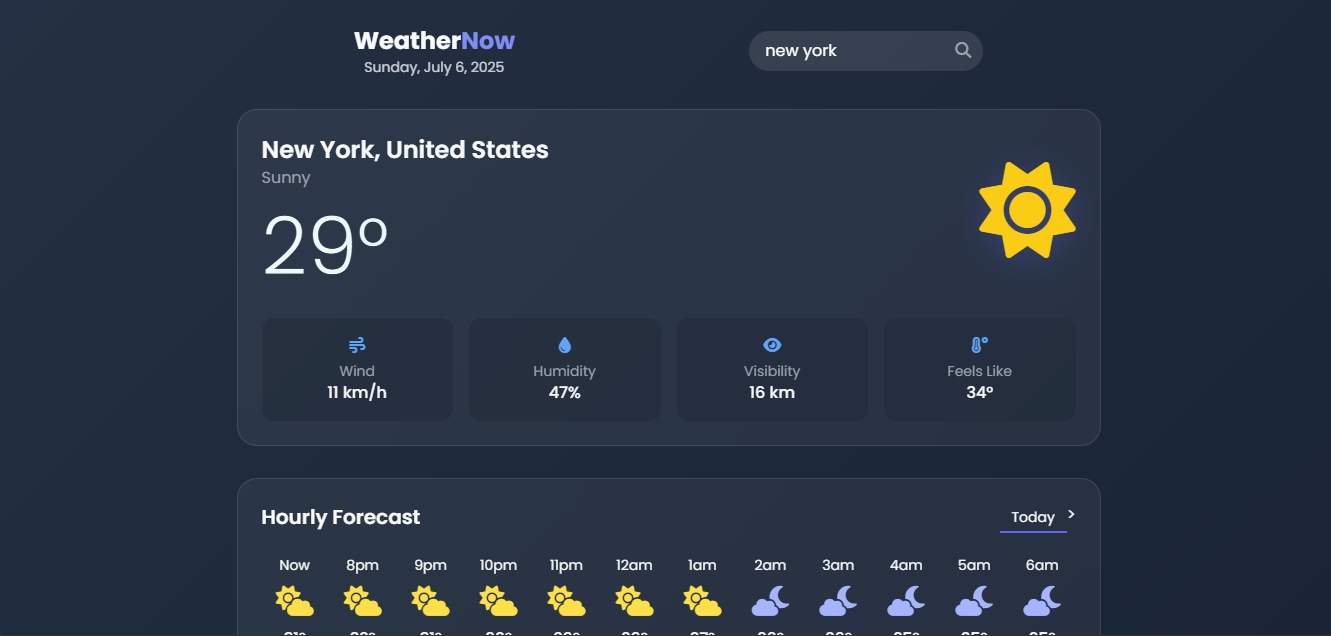 WeatherNow
Sunday, July 6, 2025
new york
New York, United States
Sunny
29°
Wind
11 km/h
Humidity
47%
Visibility
16 km
Feels Like
34°
Hourly Forecast
Today >
Now 8pm 9pm 10pm 11pm 12am 1am 2am 3am 4am 5am 6am